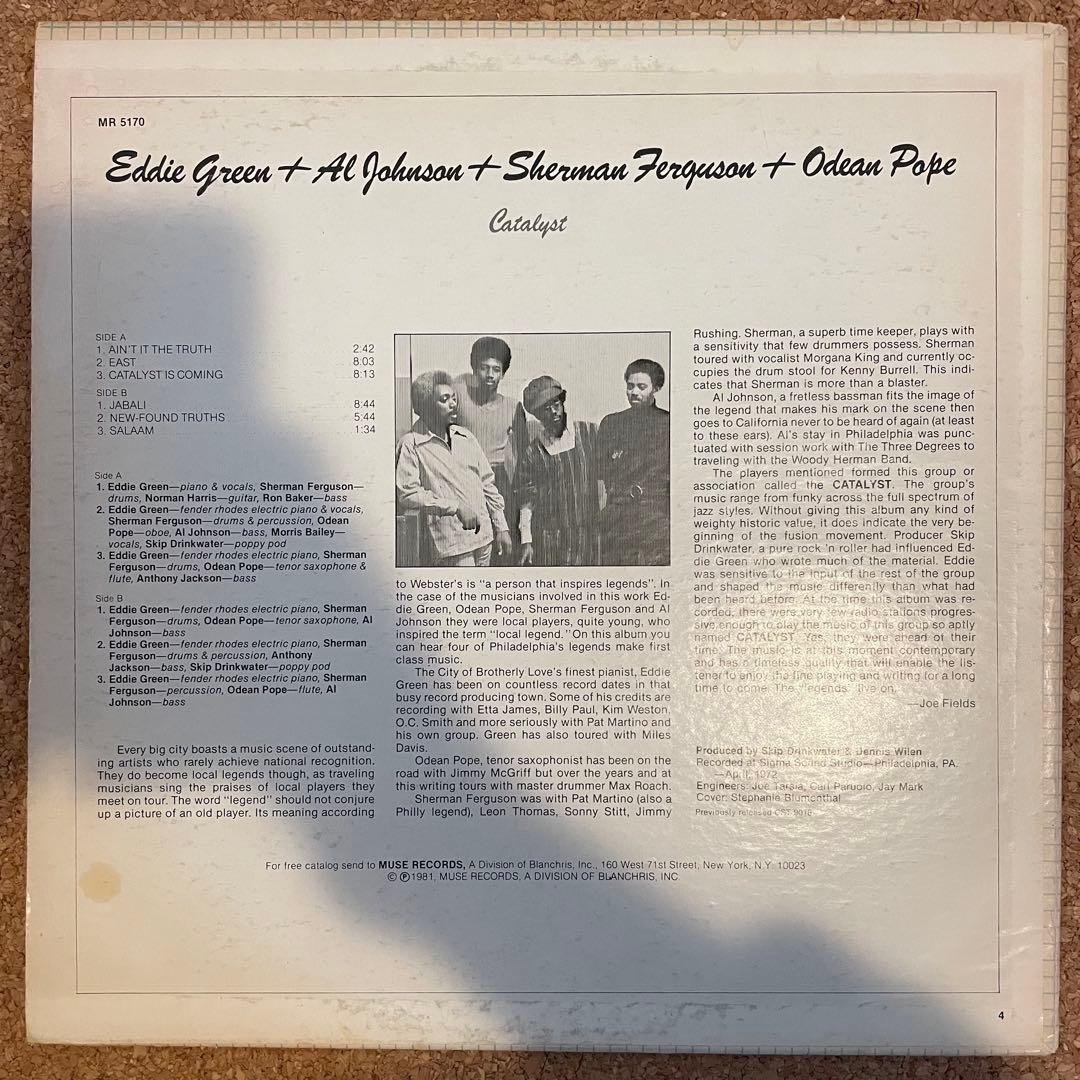 MR 5170
Eddie Green + Al Johnson + Sherman Ferguson + Odean Pope
Catalyst
SIDE A
1. AIN'T IT THE TRUTH 2:42
2. EAST 8:03
3. CATALYST IS COMING 8:13
SIDE B
1. JABALI 8:44
2. NEW-FOUND TRUTHS 5:44
3. SALAAM 1:34
Side A
1. Eddie Green—piano & vocals, Sherman Ferguson—
drums, Norman Harris—guitar, Ron Baker—bass
2. Eddie Green—fender rhodes electric piano & vocals,
Sherman Ferguson—drums & percussion, Odean
Pope—oboe, Al Johnson—bass, Morris Bailey—
vocals, Skip Drinkwater—poppy pod
3. Eddie Green—fender rhodes electric piano, Sherman
Ferguson—drums, Odean Pope—tenor saxophone &
flute, Anthony Jackson—bass
Side B
1. Eddie Green—fender rhodes electric piano, Sherman
Ferguson—drums, Odean Pope—tenor saxophone, Al
Johnson—bass
2. Eddie Green—fender rhodes electric piano, Sherman
Ferguson—drums & percussion, Anthony
Jackson—bass, Skip Drinkwater—poppy pod
3. Eddie Green—fender rhodes electric piano, Sherman
Ferguson—percussion, Odean Pope—flute, Al
Johnson—bass
Every big city boasts a music scene of outstand-
ing artists who rarely achieve national recognition.
They do become local legends though, as traveling
musicians sing the praises of local players they
meet on tour. The word "legend" should not conjure
up a picture of an old player. Its meaning according
to Webster's is "a person that inspires legends". In
the case of the musicians involved in this work Ed-
die Green, Odean Pope, Sherman Ferguson and Al
Johnson they were local players, quite young, who
inspired the term "local legend." On this album you
can hear four of Philadelphia's legends make first
class music.
The City of Brotherly Love's finest pianist, Eddie
Green has been on countless record dates in that
busy record producing town. Some of his credits are
recording with Etta James, Billy Paul, Kim Weston,
O.C. Smith and more seriously with Pat Martino and
his own group. Green has also toured with Miles
Davis.
Odean Pope, tenor saxophonist has been on the
road with Jimmy McGriff but over the years and at
this writing tours with master drummer Max Roach.
Sherman Ferguson was with Pat Martino (also a
Philly legend), Leon Thomas, Sonny Stitt, Jimmy
Rushing. Sherman, a superb time keeper, plays with
a sensitivity that few drummers possess. Sherman
toured with vocalist Morgana King and currently oc-
cupies the drum stool for Kenny Burrell. This indi-
cates that Sherman is more than a blaster.
Al Johnson, a fretless bassman fits the image of
the legend that makes his mark on the scene then
goes to California never to be heard of again (at least
to these ears). Al's stay in Philadelphia was punc-
tuated with session work with The Three Degrees to
traveling with the Woody Herman Band.
The players mentioned formed this group or
association called the CATALYST. The group's
music range from funky across the full spectrum of
jazz styles. Without giving this album any kind of
weighty historic value, it does indicate the very be-
ginning of the fusion movement. Producer Skip
Drinkwater, a pure rock 'n roller had influenced Ed-
die Green who wrote much of the material. Eddie
was sensitive to the input of the rest of the group
and shaped the music differently than what had
been heard before. At the time this album was re-
corded, there were very few radio stations progres-
sive enough to play the music of this group so aptly
named CATALYST. Yes, they were ahead of their
time. The music is at this moment contemporary
and has a timeless quality that will enable the lis-
tener to enjoy the fine playing and writing for a long
time to come. The "legends" live on.
—Joe Fields
Produced by Skip Drinkwater & Dennis Wilen
Recorded at Sigma Sound Studio—Philadelphia, PA.
—April, 1972
Engineers: Joe Tarsia, Carl Paruolo, Jay Mark
Cover: Stephanie Blumenthal
Previously released
For free catalog send to MUSE RECORDS, A Division of Blanchris, Inc., 160 West 71st Street, New York, N.Y. 10023
© ℗ 1981, MUSE RECORDS, A DIVISION OF BLANCHRIS, INC.
4